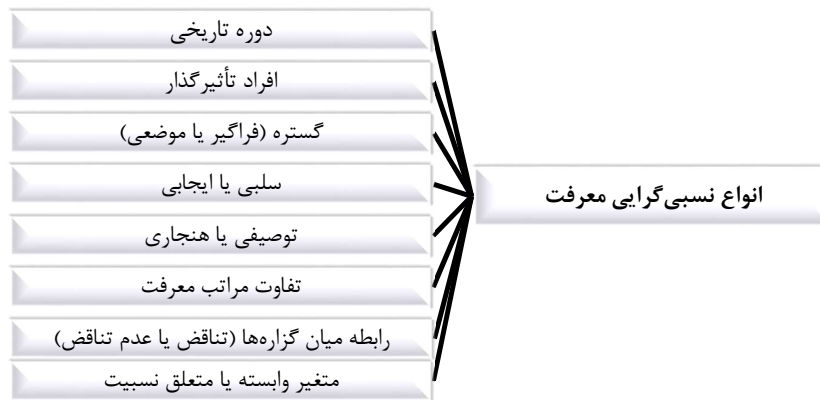 انواع نسبی‌گرایی معرفت
دوره تاریخی
افراد تأثیرگذار
گستره (فراگیر یا موضعی)
سلبی یا ایجابی
توصیفی یا هنجاری
تفاوت مراتب معرفت
رابطه میان گزاره‌ها (تناقض یا عدم تناقض)
متغیر وابسته یا متعلق نسبیت